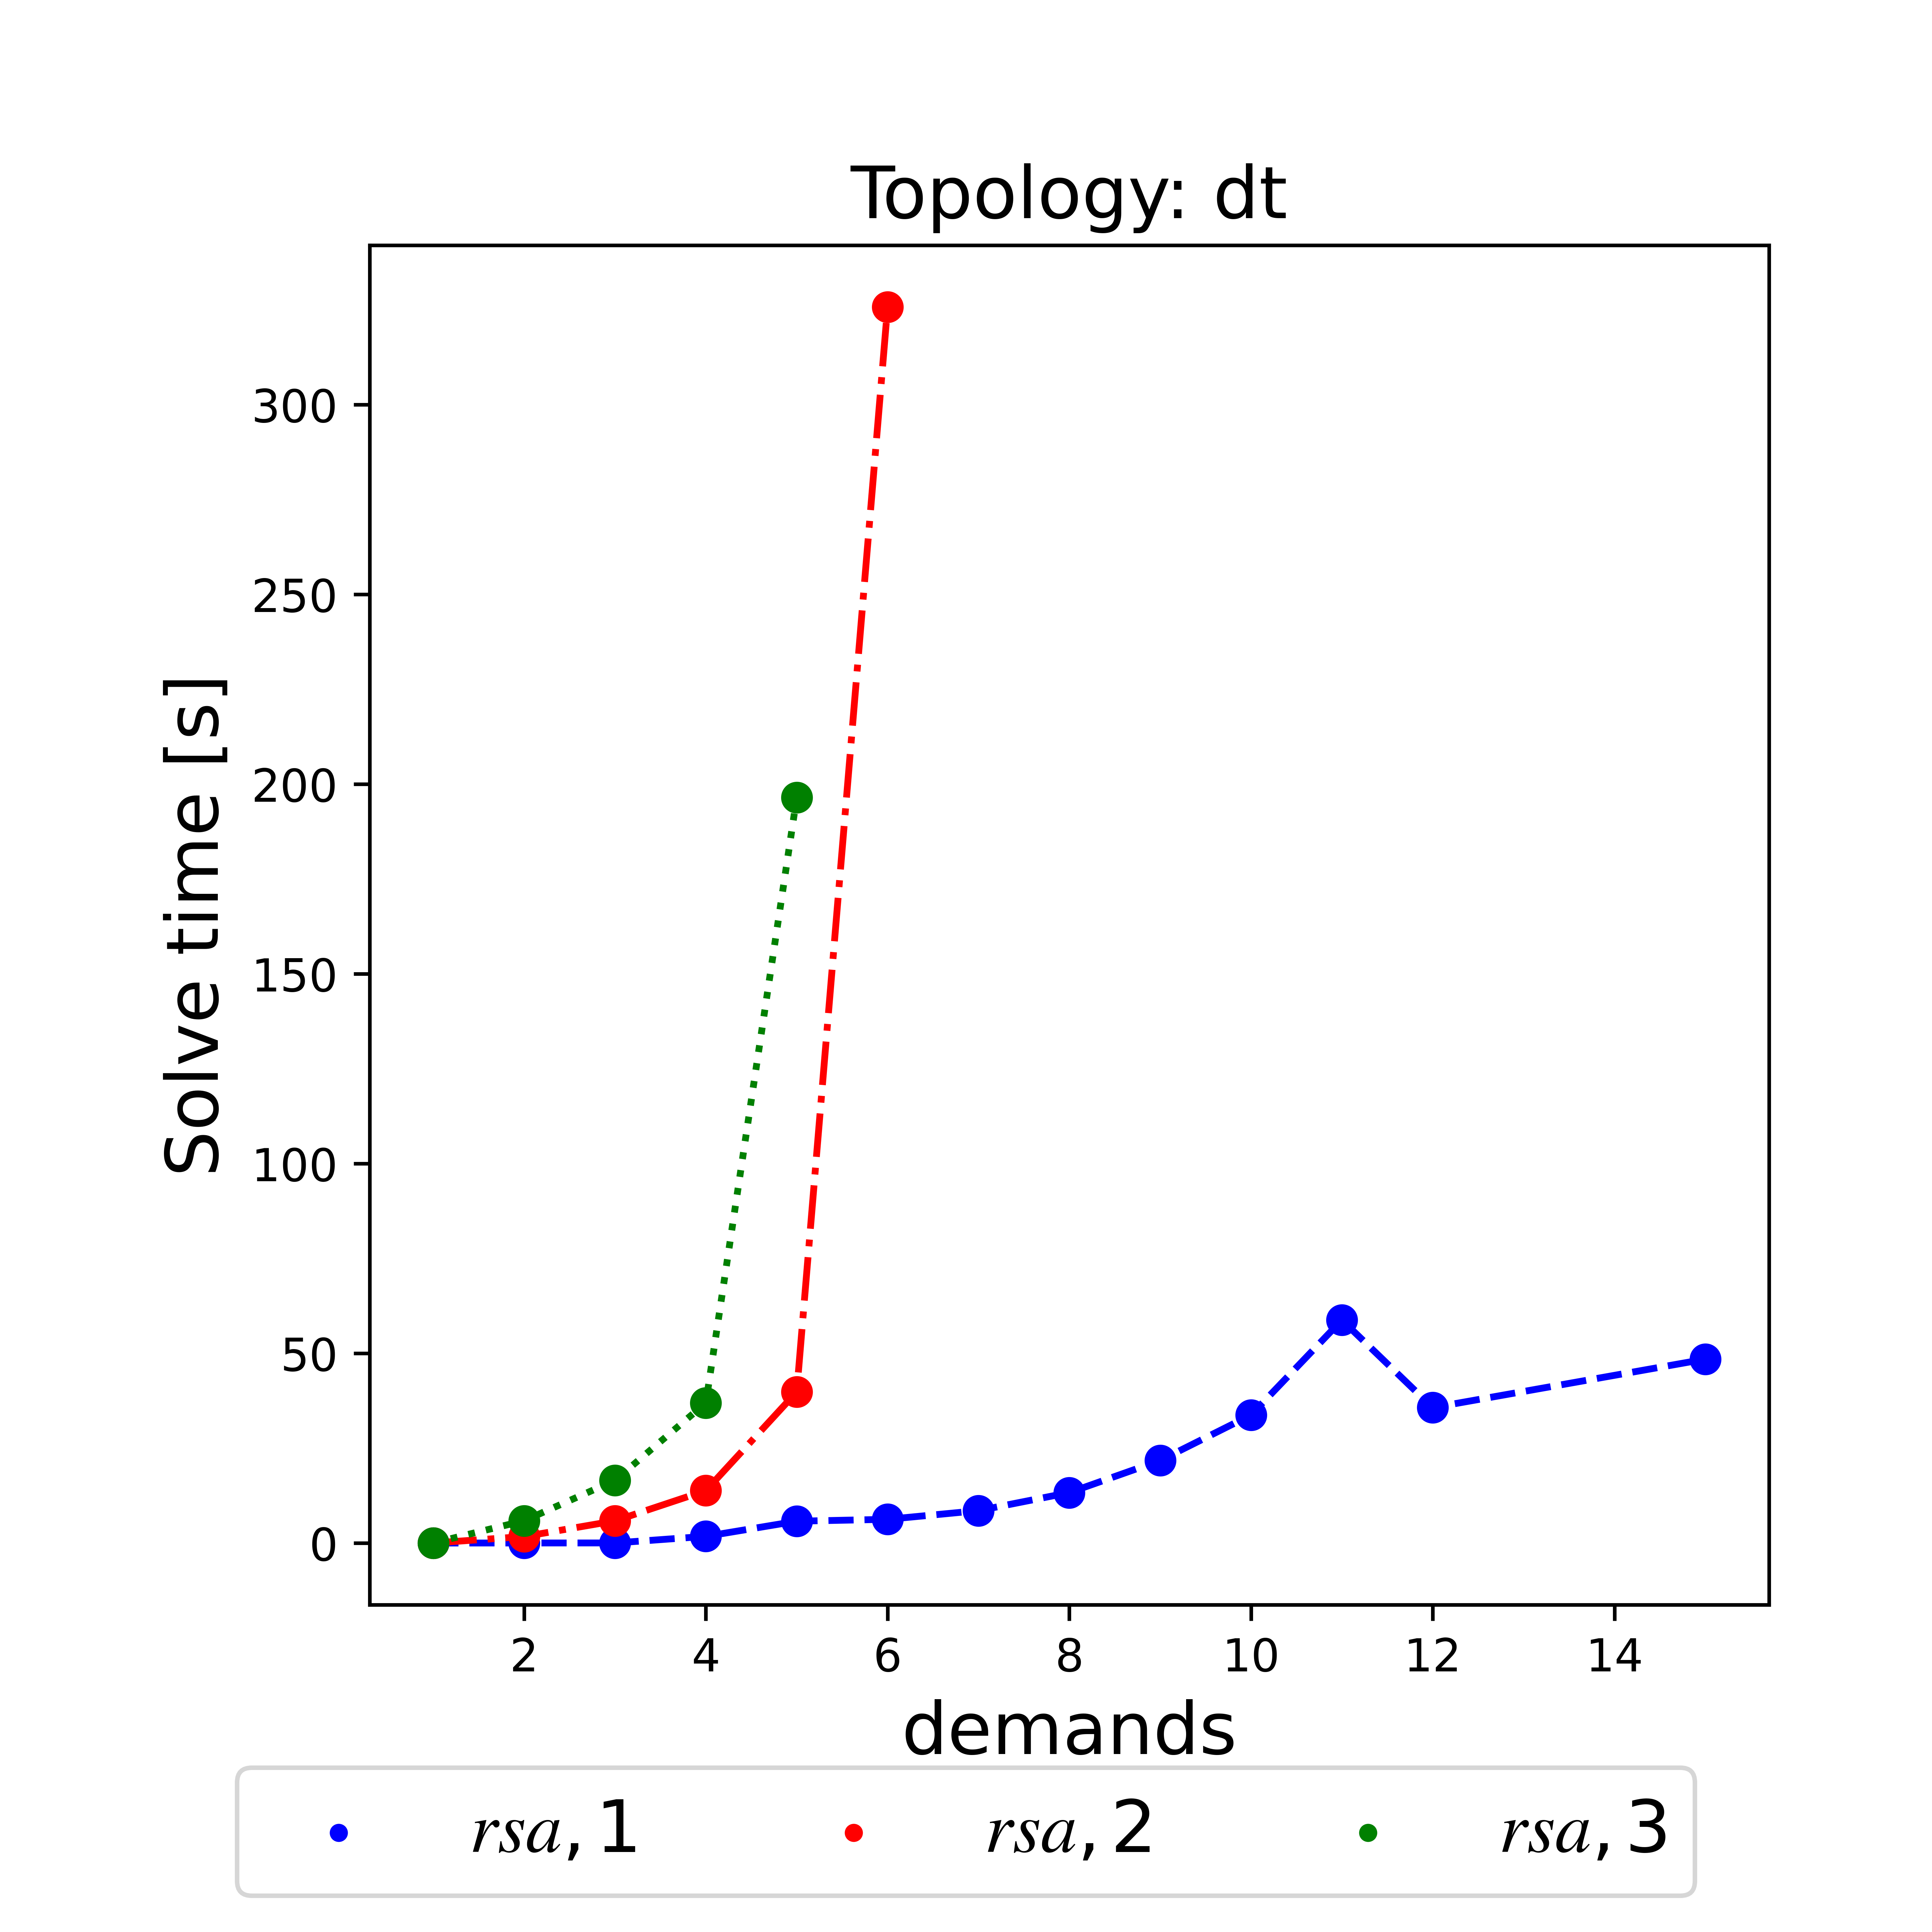 Topology: dt
Solve time [s]
300
250
200
150
100
50
0
2 4 6 8 10 12 14
demands
rsa, 1 rsa, 2 rsa, 3